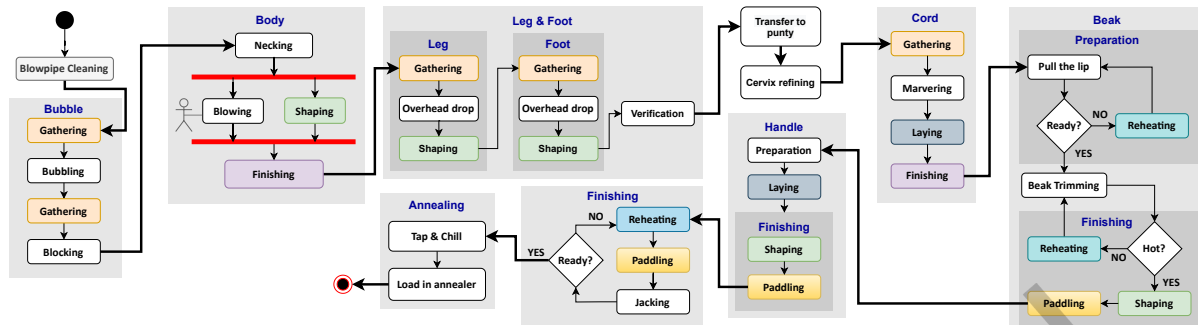 Blowpipe Cleaning
Bubble
Gathering
Bubbling
Gathering
Blocking
Body
Necking
Blowing
Shaping
Finishing
Leg & Foot
Leg
Gathering
Overhead drop
Shaping
Foot
Gathering
Overhead drop
Shaping
Verification
Transfer to
punty
Cervix refining
Cord
Gathering
Marvering
Laying
Finishing
Beak
Preparation
Pull the lip
Ready?
NO
Reheating
YES
Beak Trimming
Finishing
Hot?
NO
Reheating
YES
Shaping
Paddling
Handle
Preparation
Laying
Finishing
Shaping
Paddling
Finishing
Reheating
Paddling
Jacking
Ready?
NO
YES
Annealing
Tap & Chill
Load in annealer